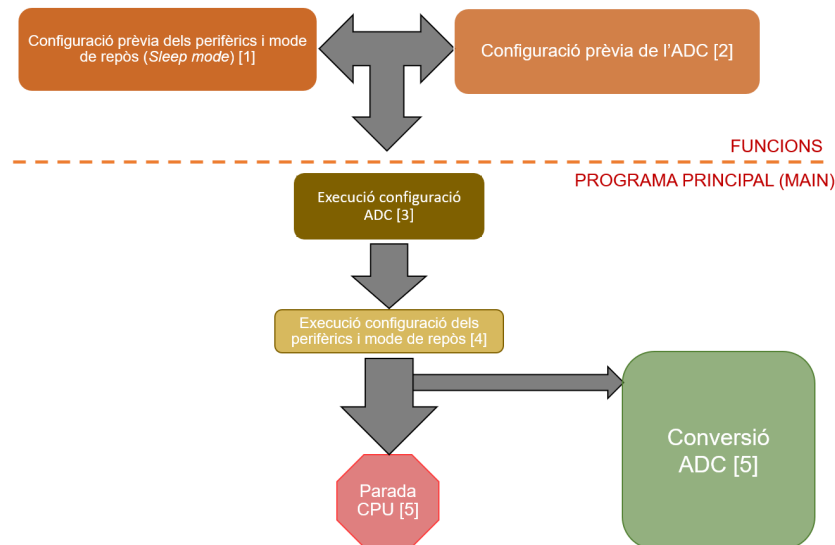 Configuració prèvia dels perifèrics i mode
de repòs (Sleep mode) [1]
Configuració prèvia de l'ADC [2]
FUNCIONS
PROGRAMA PRINCIPAL (MAIN)
Execució configuració
ADC [3]
Execució configuració dels
perifèrics i mode de repòs [4]
Conversió
ADC [5]
Parada
CPU [5]